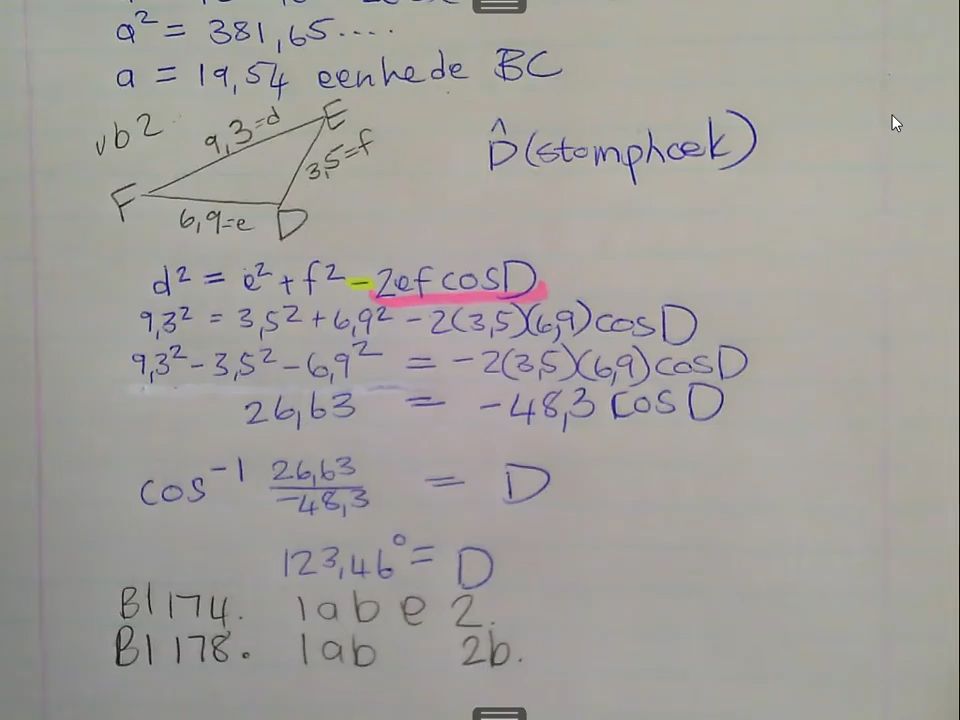 a² = 381,65....
a = 19,54 eenhede BC
vb 2
9,3=d
E
3,5=f
F
6,9=e
D
D̂ (stomphoek)
d² = e² + f² - 2ef cosD
9,3² = 3,5² + 6,9² - 2(3,5)(6,9) cos D
9,3² - 3,5² - 6,9² = -2(3,5)(6,9) cos D
26,63 = -48,3 cos D
cos⁻¹ 26,63/-48,3 = D
123,46° = D
Bl 174. 1 a b e 2.
Bl 178. 1 a b 2b.